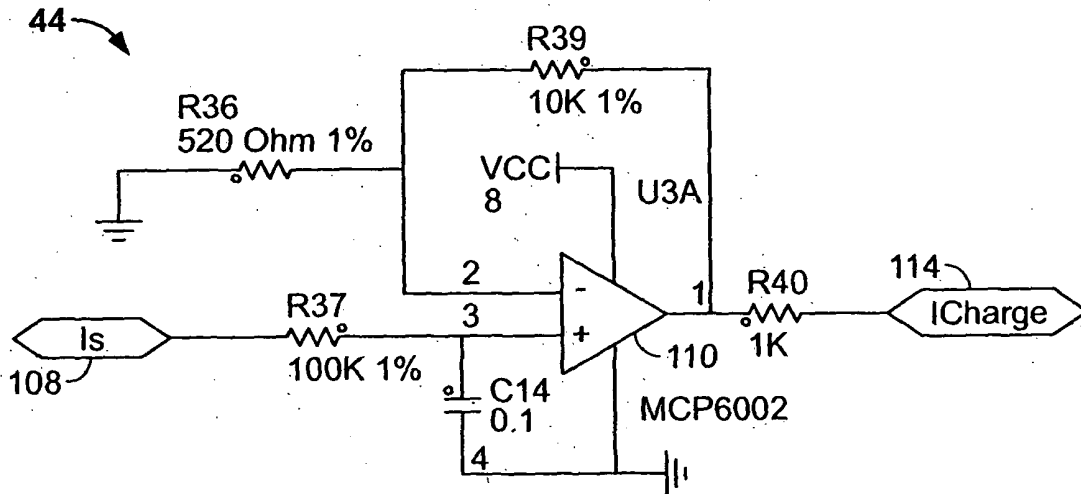 44
R39
10K 1%
R36
520 Ohm 1%
VCC
8
U3A
2
-
3
+
1
R37
100K 1%
Is
108
R40
1K
114
ICharge
110
C14
0.1
MCP6002
4